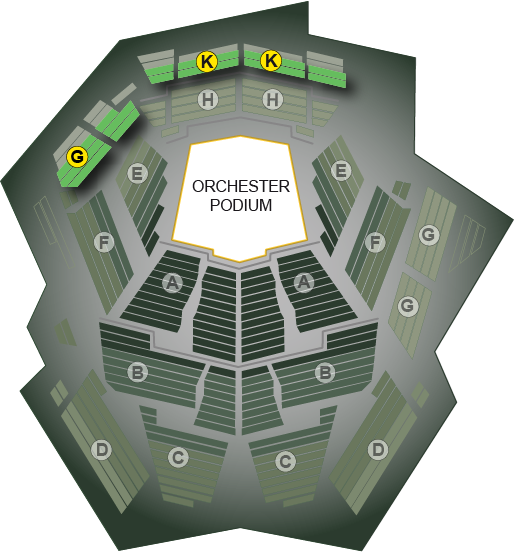 K K
H H
G
E E
ORCHESTER
PODIUM
F F
G
A A
G
B B
C C
D D